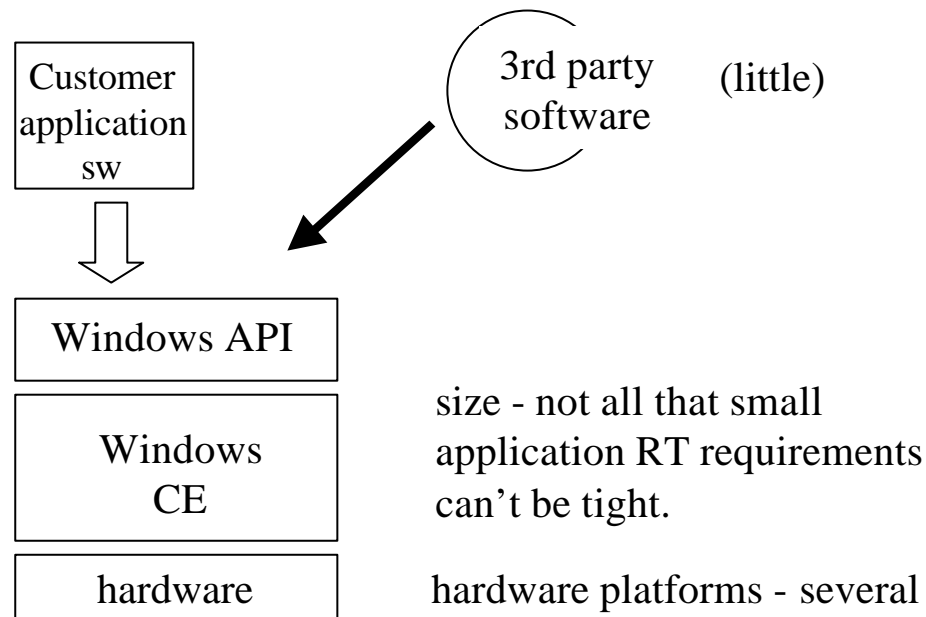 Customer
application
sw
3rd party
software
(little)
Windows API
Windows
CE
size - not all that small
application RT requirements
can’t be tight.
hardware
hardware platforms - several